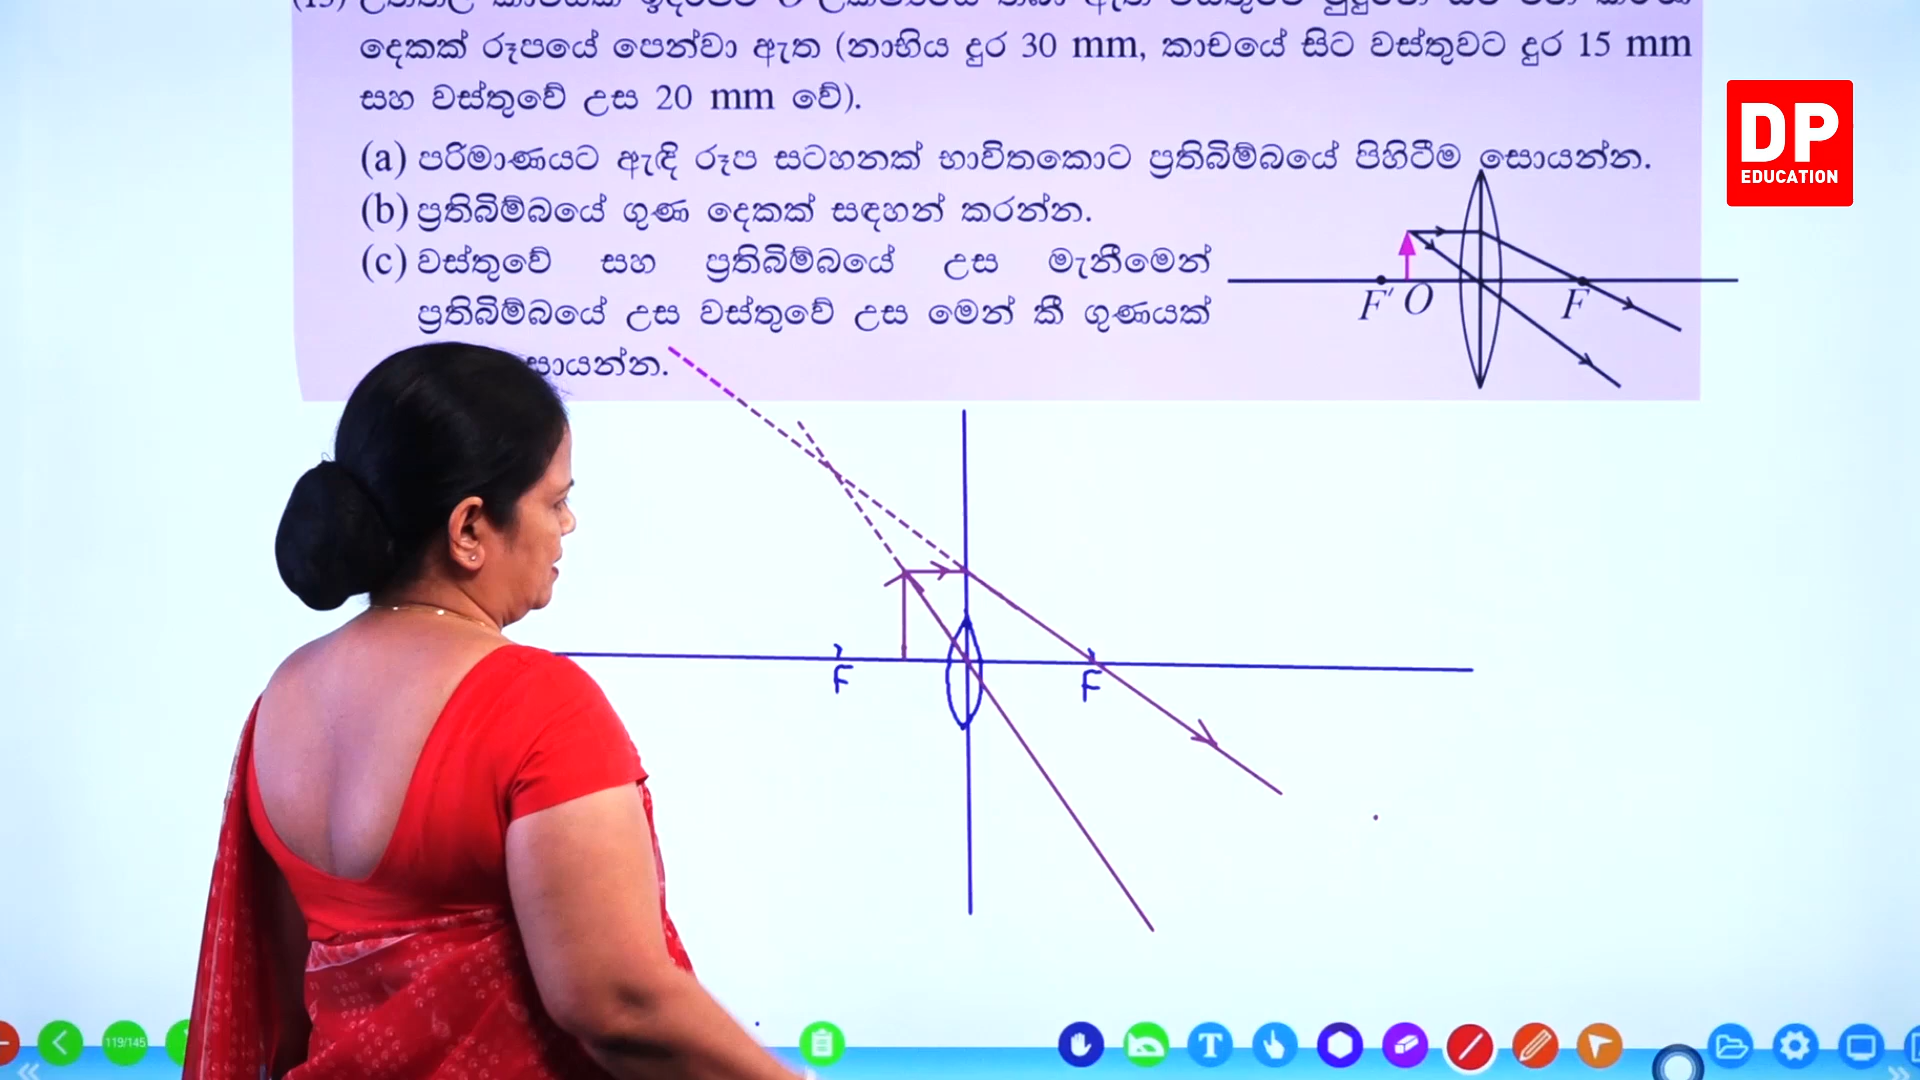 දෙකක් රූපයේ පෙන්වා ඇත (නාභිය දුර 30 mm, කාචයේ සිට වස්තුවට දුර 15 mm
සහ වස්තුවේ උස 20 mm වේ).
(a) පරිමාණයට ඇඳි රූප සටහනක් භාවිතකොට ප්‍රතිබිම්බයේ පිහිටීම සොයන්න.
(b) ප්‍රතිබිම්බයේ ගුණ දෙකක් සඳහන් කරන්න.
(c) වස්තුවේ සහ ප්‍රතිබිම්බයේ උස මැනීමෙන්
ප්‍රතිබිම්බයේ උස වස්තුවේ උස මෙන් කී ගුණයක්
F' O F
F F
DP
EDUCATION
119/145
T